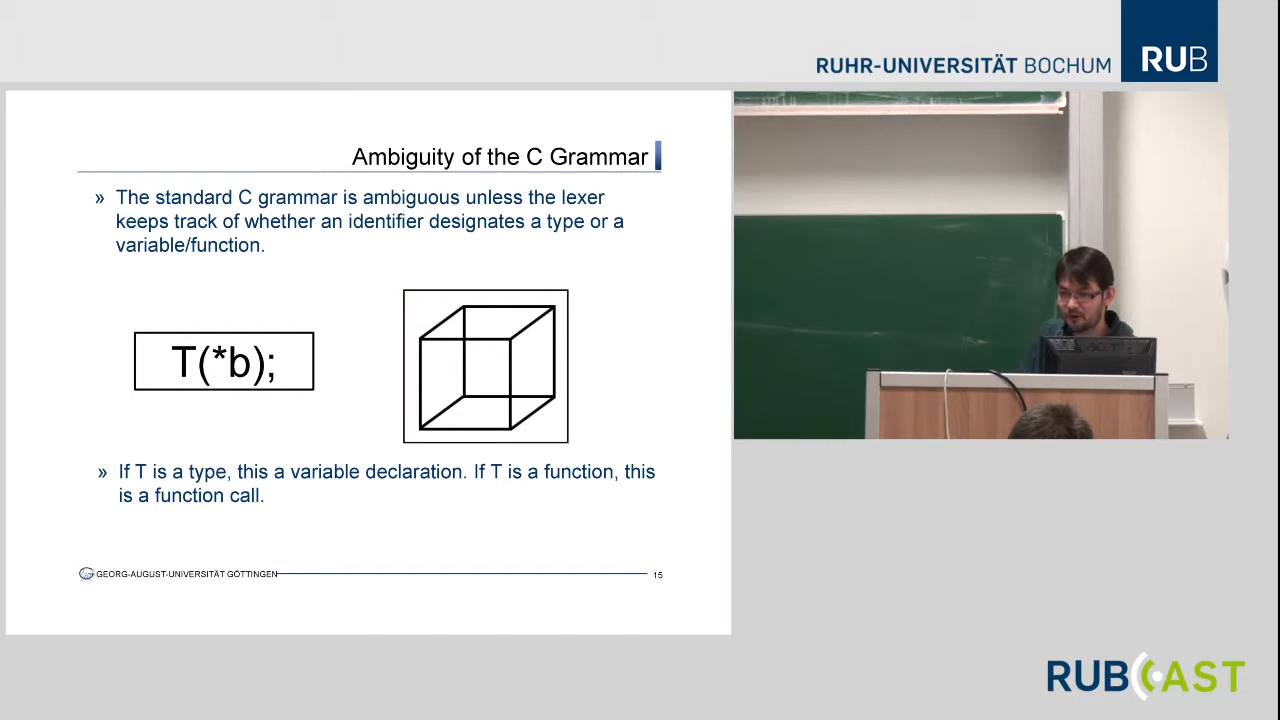 RUHR-UNIVERSITÄT BOCHUM
RUB
Ambiguity of the C Grammar
» The standard C grammar is ambiguous unless the lexer
keeps track of whether an identifier designates a type or a
variable/function.
T(*b);
» If T is a type, this a variable declaration. If T is a function, this
is a function call.
GEORG-AUGUST-UNIVERSITÄT GÖTTINGEN
15
RUBCAST